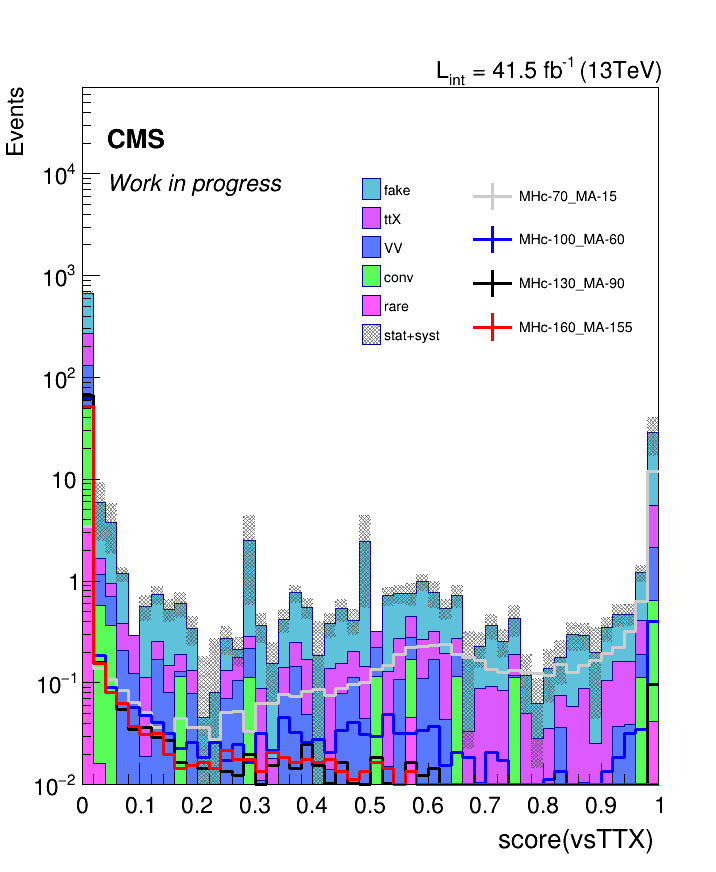 L_int = 41.5 fb^-1 (13TeV)
Events
CMS
Work in progress
fake
ttX
VV
conv
rare
stat+syst
MHc-70_MA-15
MHc-100_MA-60
MHc-130_MA-90
MHc-160_MA-155
10^4
10^3
10^2
10
1
10^-1
10^-2
0 0.1 0.2 0.3 0.4 0.5 0.6 0.7 0.8 0.9 1
score(vsTTX)